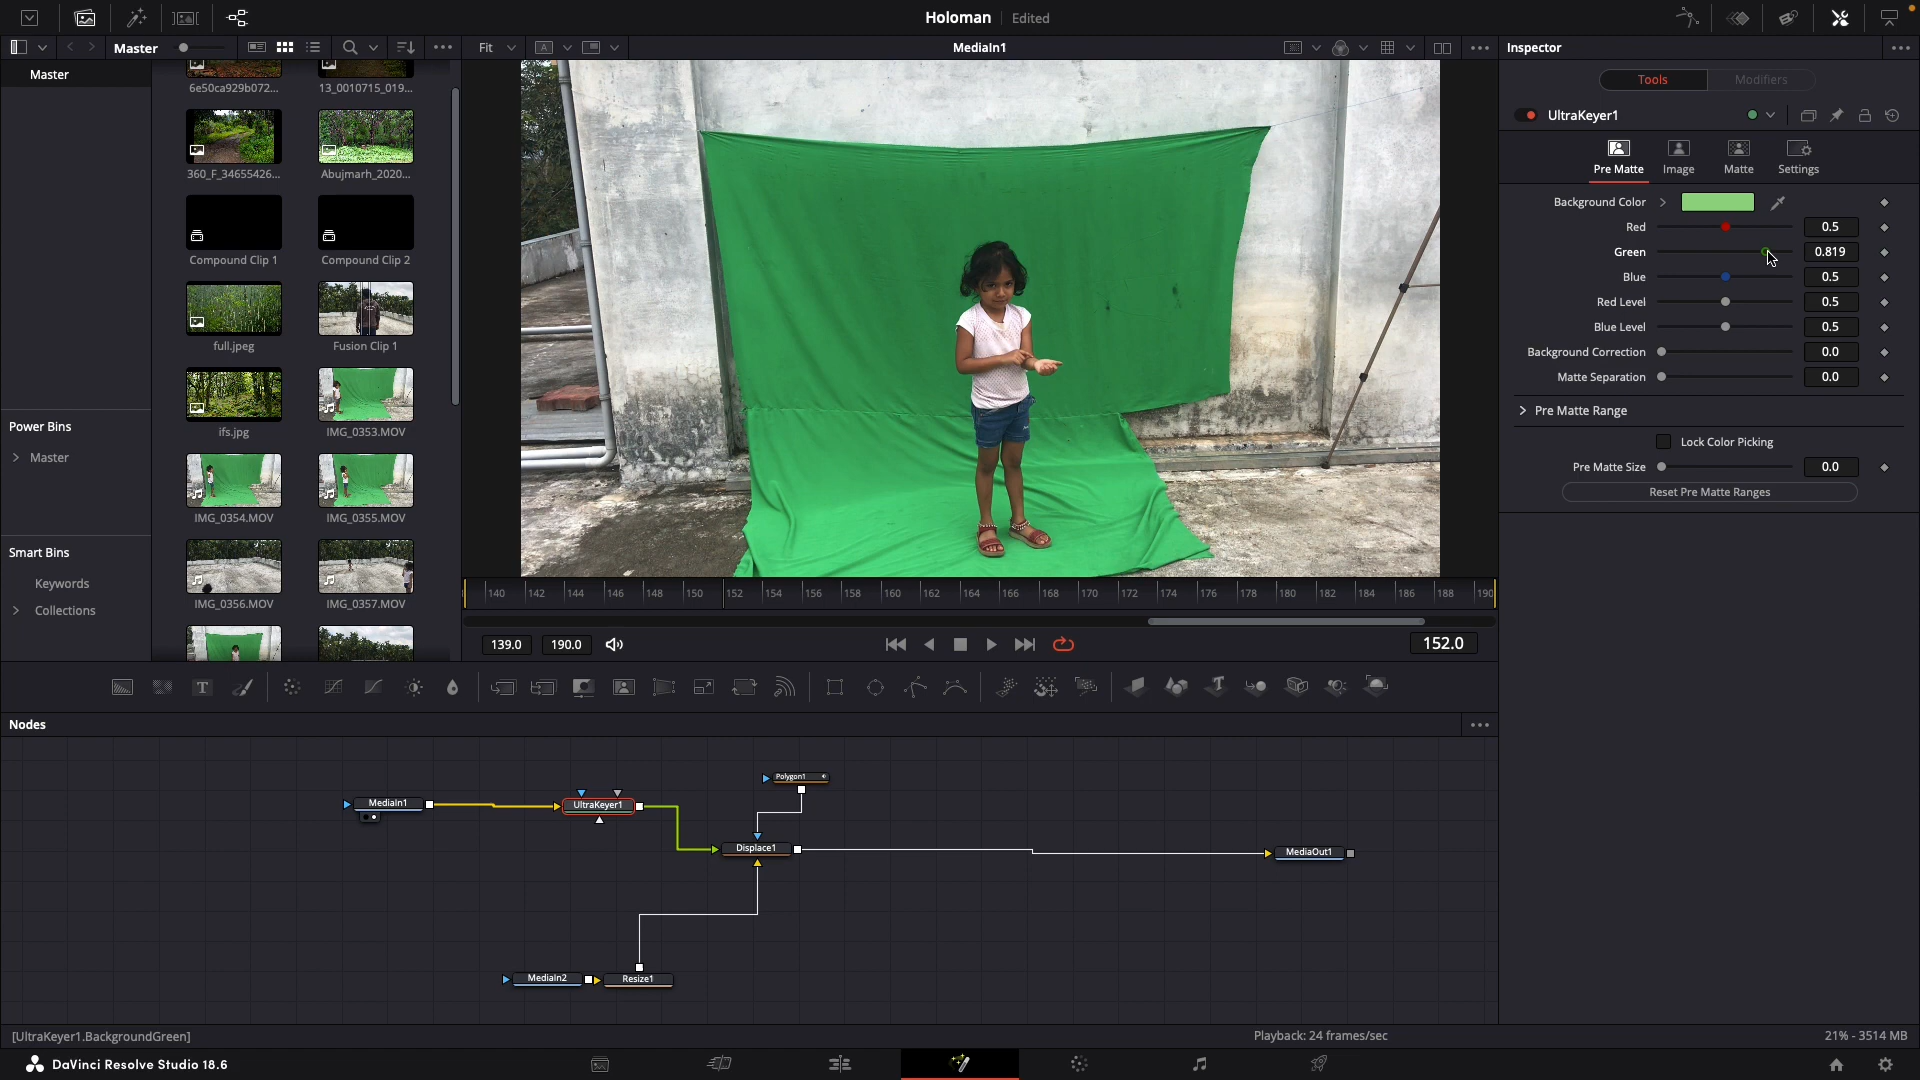 Holoman
Edited
Master
Fit
A
MediaIn1
Inspector
Master
Tools
Modifiers
6e50ca929b072...
13_0010715_019...
UltraKeyer1
Pre Matte
Image
Matte
Settings
360_F_34655426...
Abujmarh_2020...
Background Color
Red
0.5
Green
0.819
Blue
0.5
Compound Clip 1
Compound Clip 2
Red Level
0.5
Blue Level
0.5
full.jpeg
Fusion Clip 1
Background Correction
0.0
Matte Separation
0.0
Pre Matte Range
Power Bins
ifs.jpg
IMG_0353.MOV
Lock Color Picking
Master
Pre Matte Size
0.0
Reset Pre Matte Ranges
IMG_0354.MOV
IMG_0355.MOV
Smart Bins
Keywords
140 142 144 146 148 150 152 154 156 158 160 162 164 166 168 170 172 174 176 178 180 182 184 186 188 190
IMG_0356.MOV
IMG_0357.MOV
Collections
139.0
190.0
152.0
T
T
Nodes
Polygon1
MediaIn1
UltraKeyer1
Displace1
MediaOut1
MediaIn2
Resize1
[UltraKeyer1.BackgroundGreen]
Playback: 24 frames/sec
21% - 3514 MB
DaVinci Resolve Studio 18.6